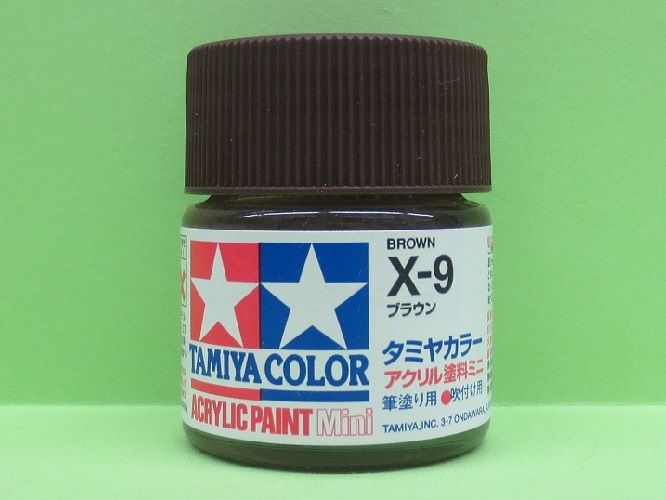 TAMIYA COLOR
ACRYLIC PAINT Mini
BROWN
X-9
ブラウン
タミヤカラー
アクリル塗料ミニ
筆塗り用 ●吹付け用
TAMIYA,INC. 3-7